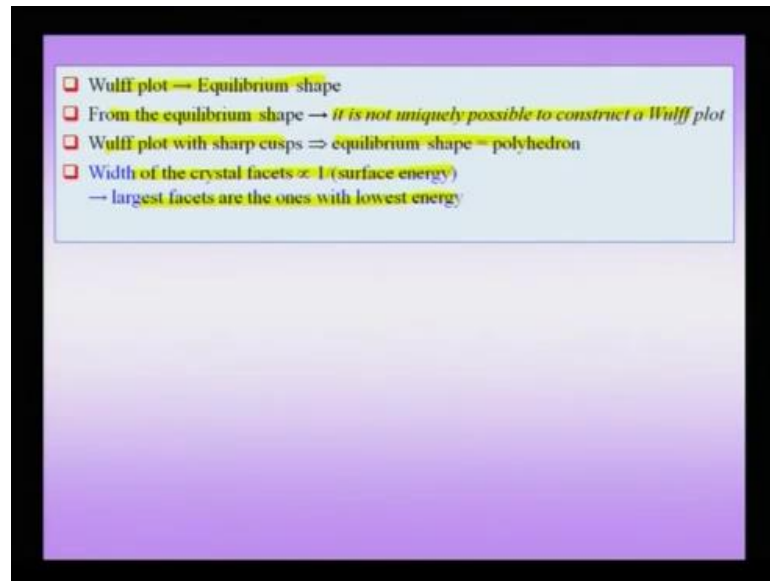 Wulff plot → Equilibrium shape
From the equilibrium shape → it is not uniquely possible to construct a Wulff plot
Wulff plot with sharp cusps ⇒ equilibrium shape = polyhedron
Width of the crystal facets ∝ 1/(surface energy)
→ largest facets are the ones with lowest energy